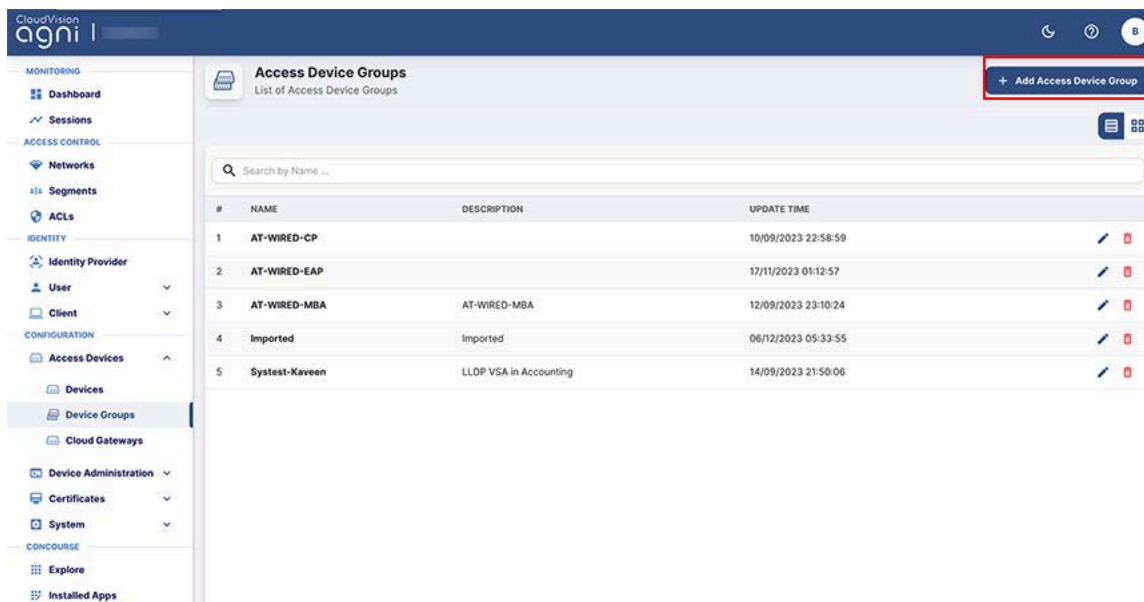 CloudVision
agni |
B
MONITORING
Dashboard
Sessions
ACCESS CONTROL
Networks
Segments
ACLs
IDENTITY
Identity Provider
User
Client
CONFIGURATION
Access Devices
Devices
Device Groups
Cloud Gateways
Device Administration
Certificates
System
CONCOURSE
Explore
Installed Apps
Access Device Groups
List of Access Device Groups
+ Add Access Device Group
Search by Name ...
# NAME DESCRIPTION UPDATE TIME
1 AT-WIRED-CP 10/09/2023 22:58:59
2 AT-WIRED-EAP 17/11/2023 01:12:57
3 AT-WIRED-MBA AT-WIRED-MBA 12/09/2023 23:10:24
4 Imported Imported 06/12/2023 05:33:55
5 Systest-Kaveen LLDP VSA in Accounting 14/09/2023 21:50:06